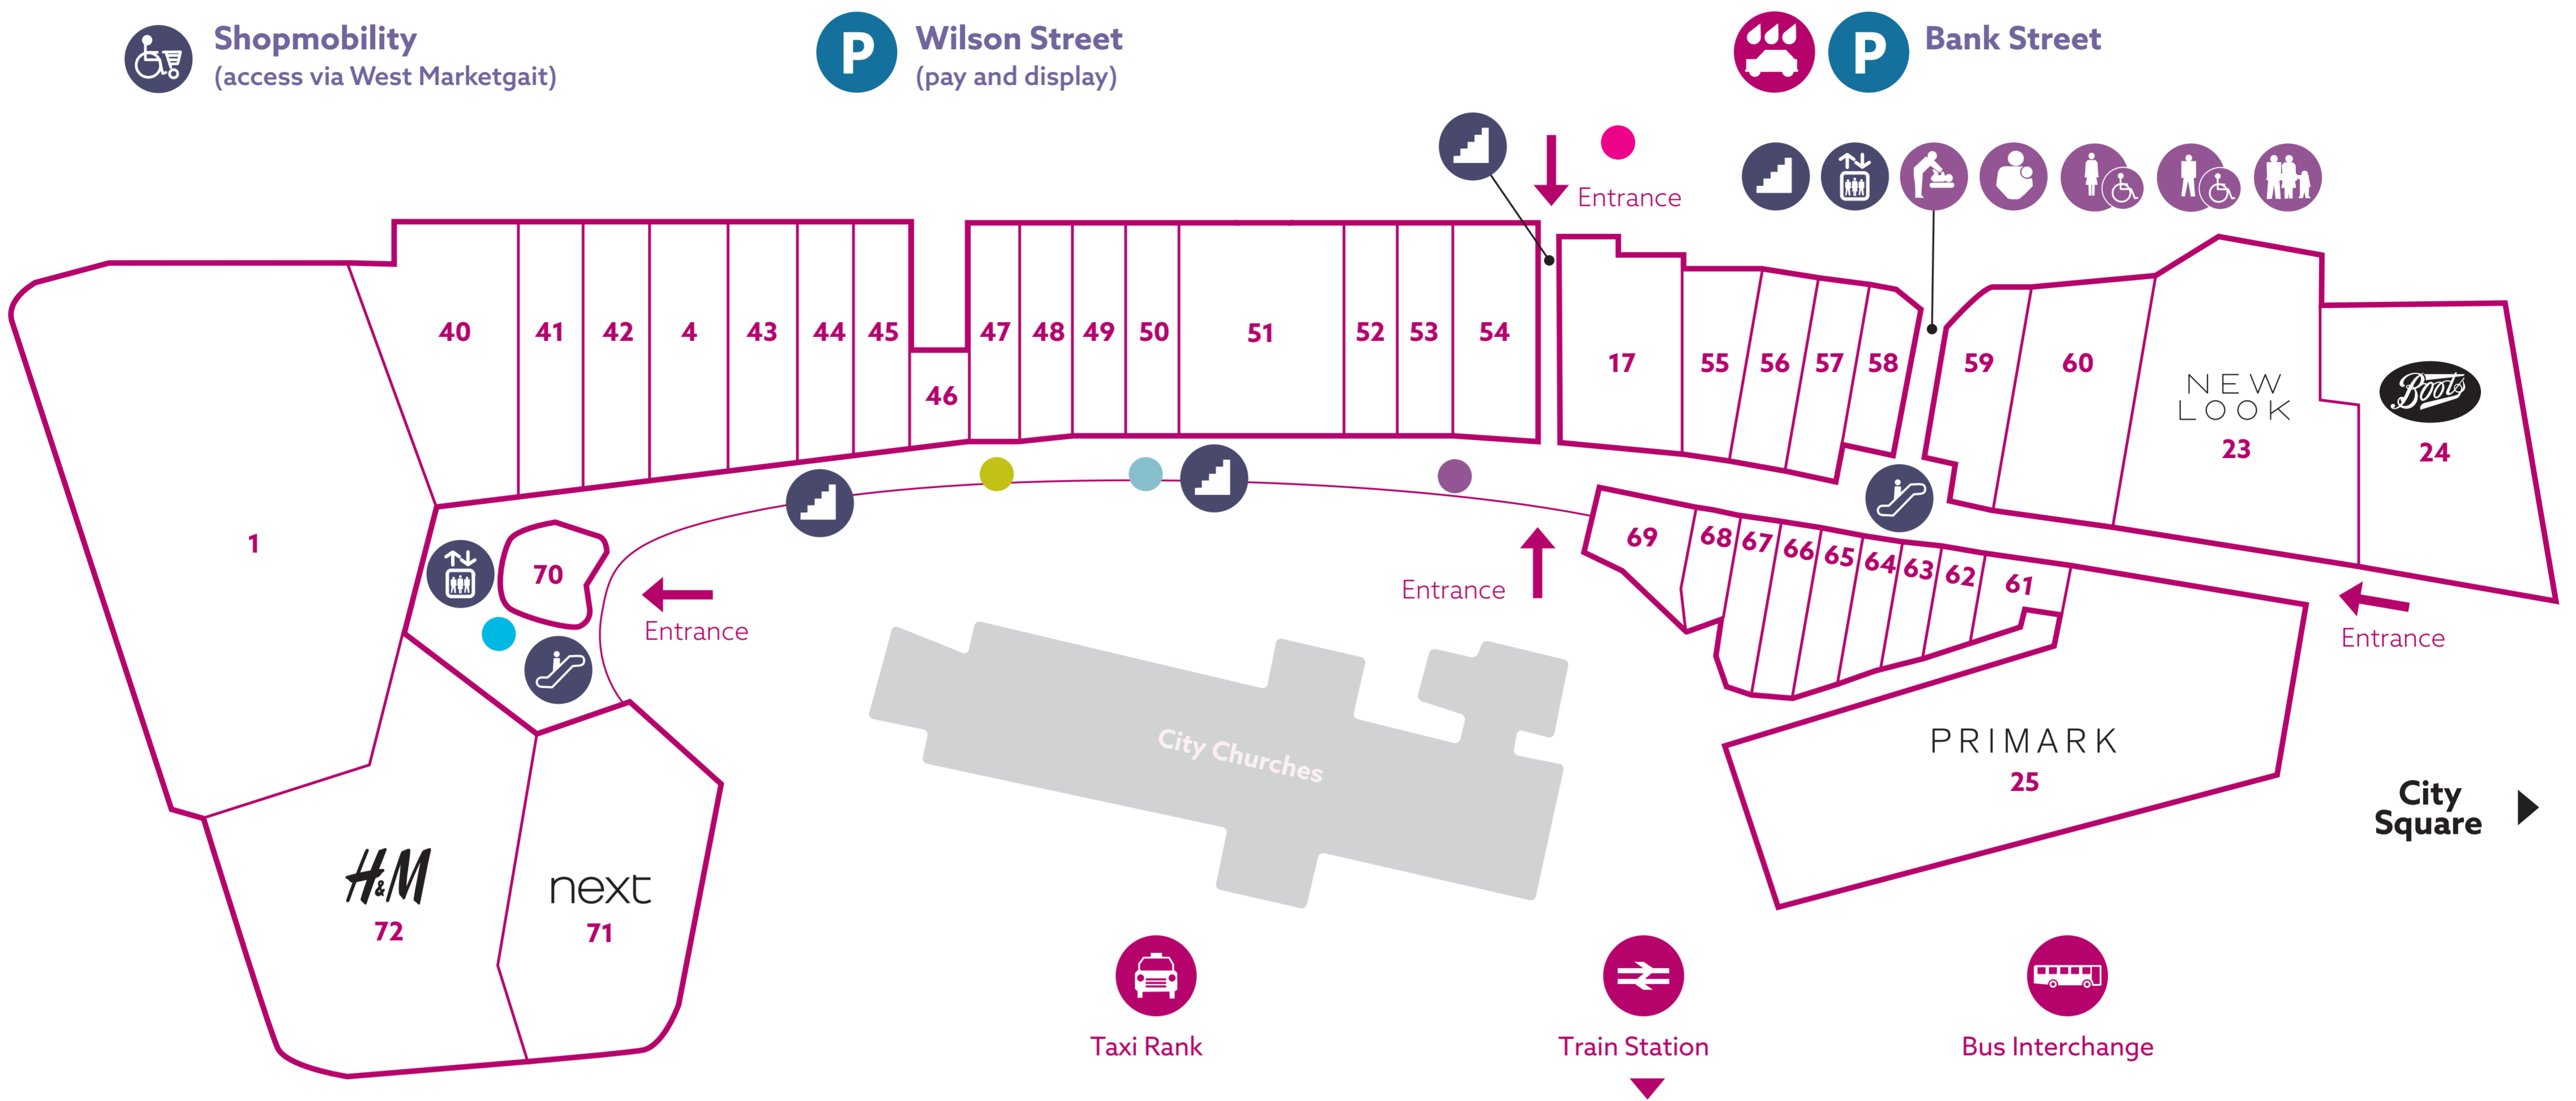 Shopmobility
(access via West Marketgait)
P
Wilson Street
(pay and display)
P
Bank Street
Entrance
40
41
42
4
43
44
45
46
47
48
49
50
51
52
53
54
17
55
56
57
58
59
60
NEW
LOOK
23
Boots
24
1
70
Entrance
Entrance
69
68
67
66
65
64
63
62
61
Entrance
City Churches
PRIMARK
25
City
Square
H&M
72
next
71
Taxi Rank
Train Station
Bus Interchange